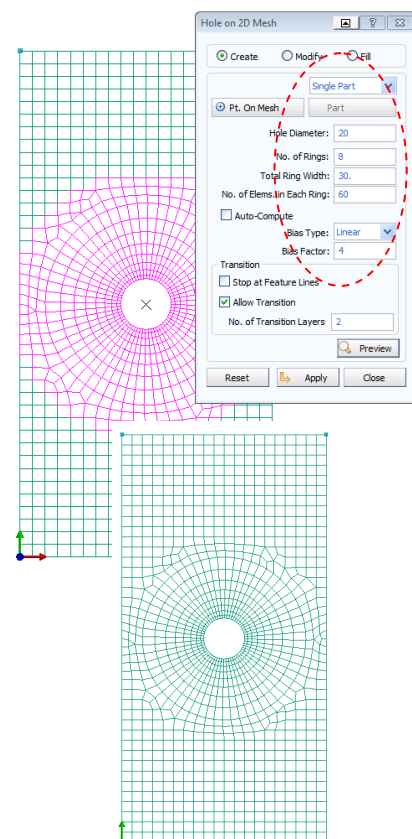 Hole on 2D Mesh
Create Modify Fill
Single Part
Pt. On Mesh Part
Hole Diameter: 20
No. of Rings: 8
Total Ring Width: 30.
No. of Elems. in Each Ring: 60
Auto-Compute
Bias Type: Linear
Bias Factor: 4
Transition
Stop at Feature Lines
Allow Transition
No. of Transition Layers 2
Preview
Reset Apply Close